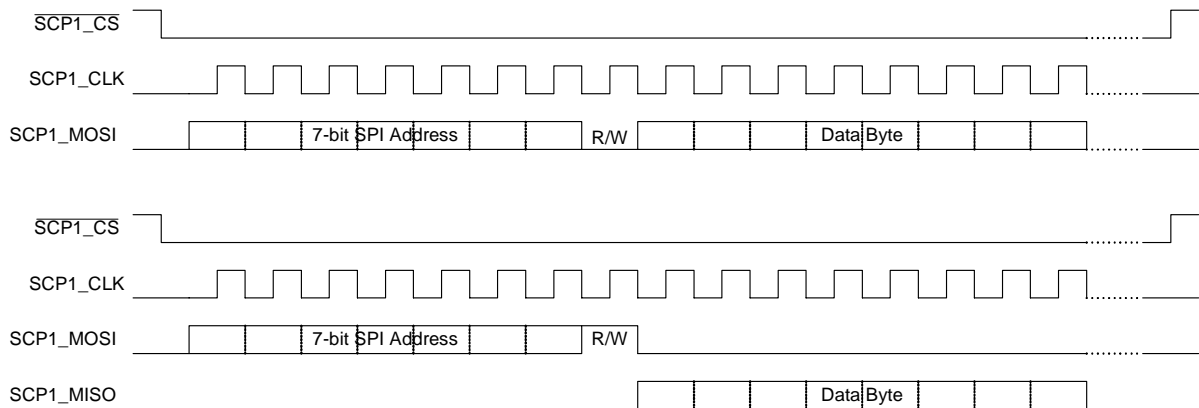 SCP1_CS
SCP1_CLK
SCP1_MOSI 7-bit SPI Address R/W Data Byte
SCP1_CS
SCP1_CLK
SCP1_MOSI 7-bit SPI Address R/W
SCP1_MISO Data Byte